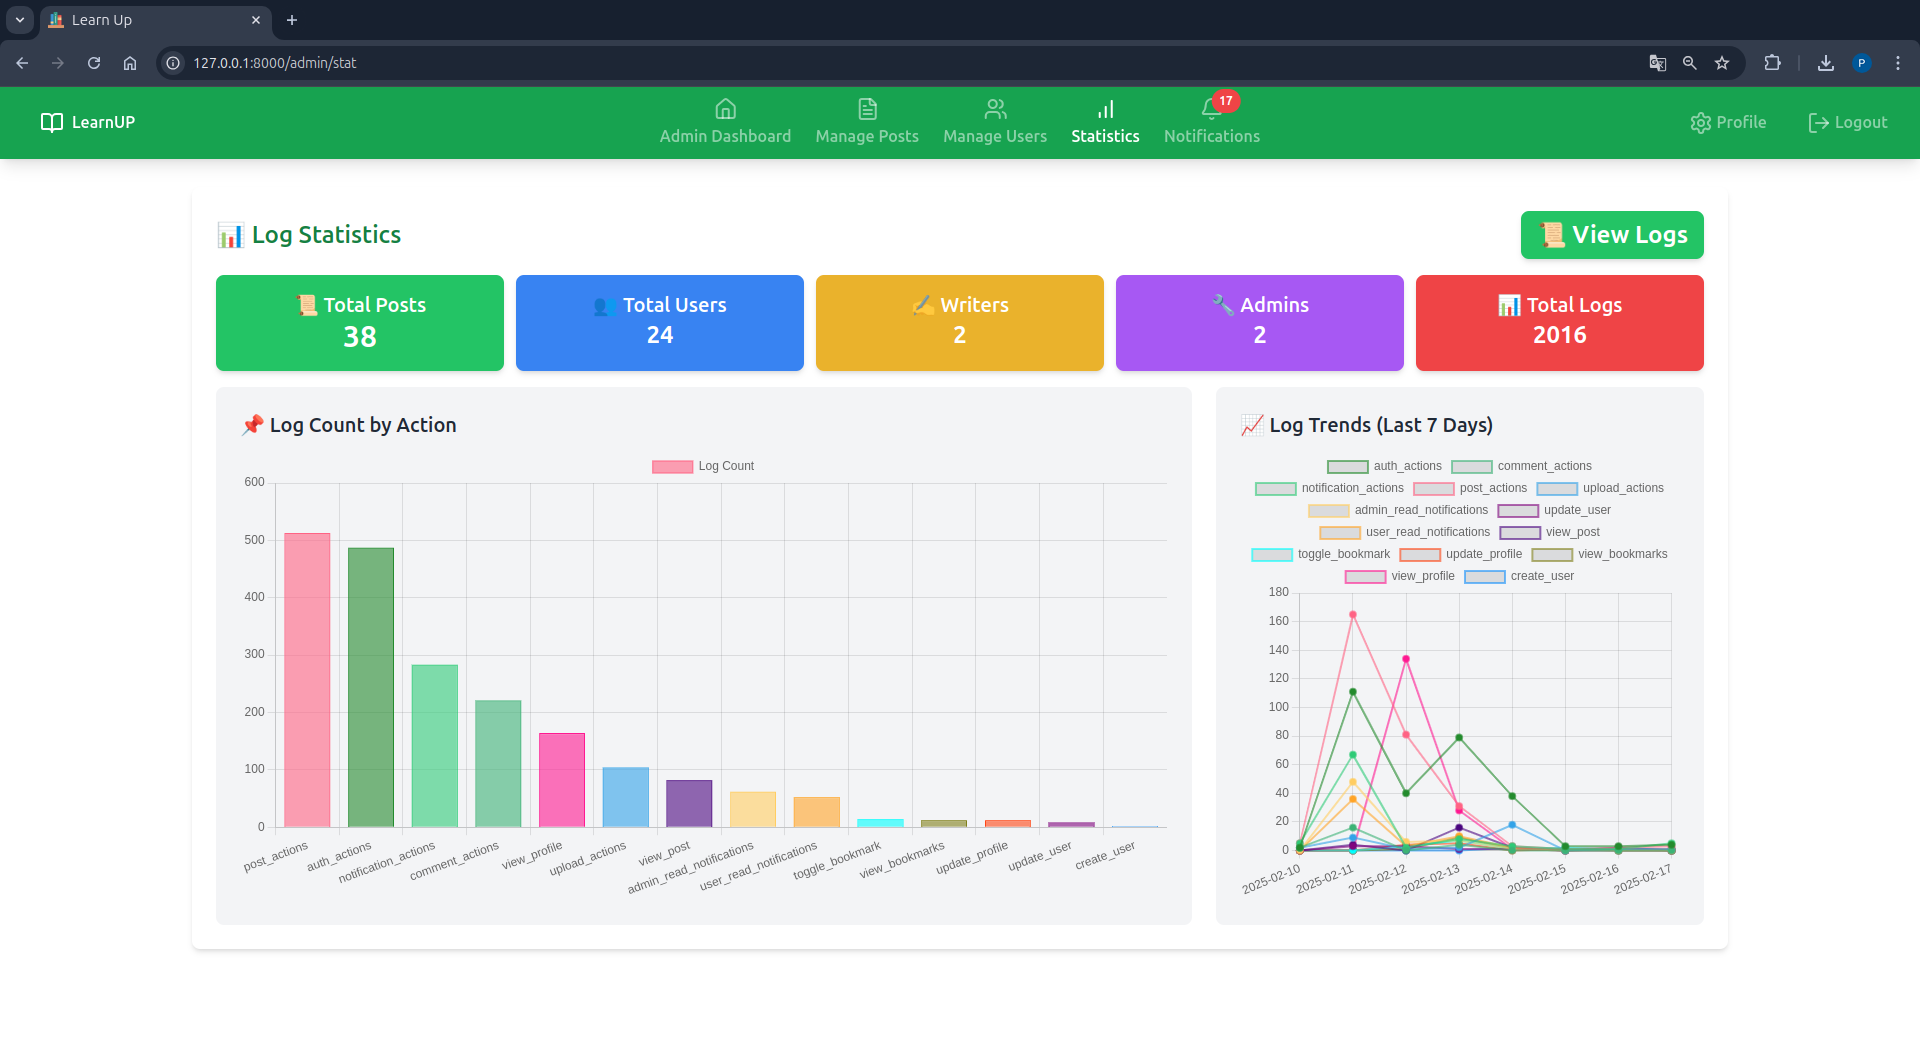 Learn Up
127.0.0.1:8000/admin/stat
P
LearnUP
Admin Dashboard
Manage Posts
Manage Users
Statistics
17
Notifications
Profile
Logout
Log Statistics
View Logs
Total Posts
38
Total Users
24
Writers
2
Admins
2
Total Logs
2016
Log Count by Action
Log Count
600
500
400
300
200
100
0
post_actions
auth_actions
notification_actions
comment_actions
view_profile
upload_actions
view_post
admin_read_notifications
user_read_notifications
toggle_bookmark
view_bookmarks
update_profile
update_user
create_user
Log Trends (Last 7 Days)
auth_actions comment_actions
notification_actions post_actions upload_actions
admin_read_notifications update_user
user_read_notifications view_post
toggle_bookmark update_profile view_bookmarks
view_profile create_user
180
160
140
120
100
80
60
40
20
0
2025-02-10
2025-02-11
2025-02-12
2025-02-13
2025-02-14
2025-02-15
2025-02-16
2025-02-17